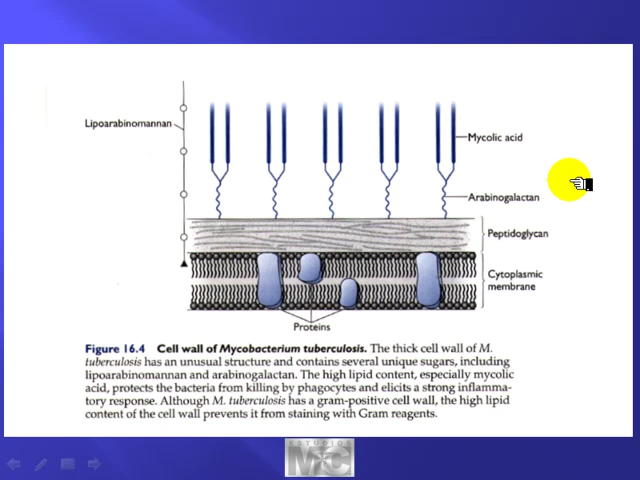 Lipoarabinomannan
Mycolic acid
Arabinogalactan
Peptidoglycan
Cytoplasmic
membrane
Proteins
Figure 16.4 Cell wall of Mycobacterium tuberculosis. The thick cell wall of M.
tuberculosis has an unusual structure and contains several unique sugars, including
lipoarabinomannan and arabinogalactan. The high lipid content, especially mycolic
acid, protects the bacteria from killing by phagocytes and elicits a strong inflamma-
tory response. Although M. tuberculosis has a gram-positive cell wall, the high lipid
content of the cell wall prevents it from staining with Gram reagents.
ESTUDIOS
MC